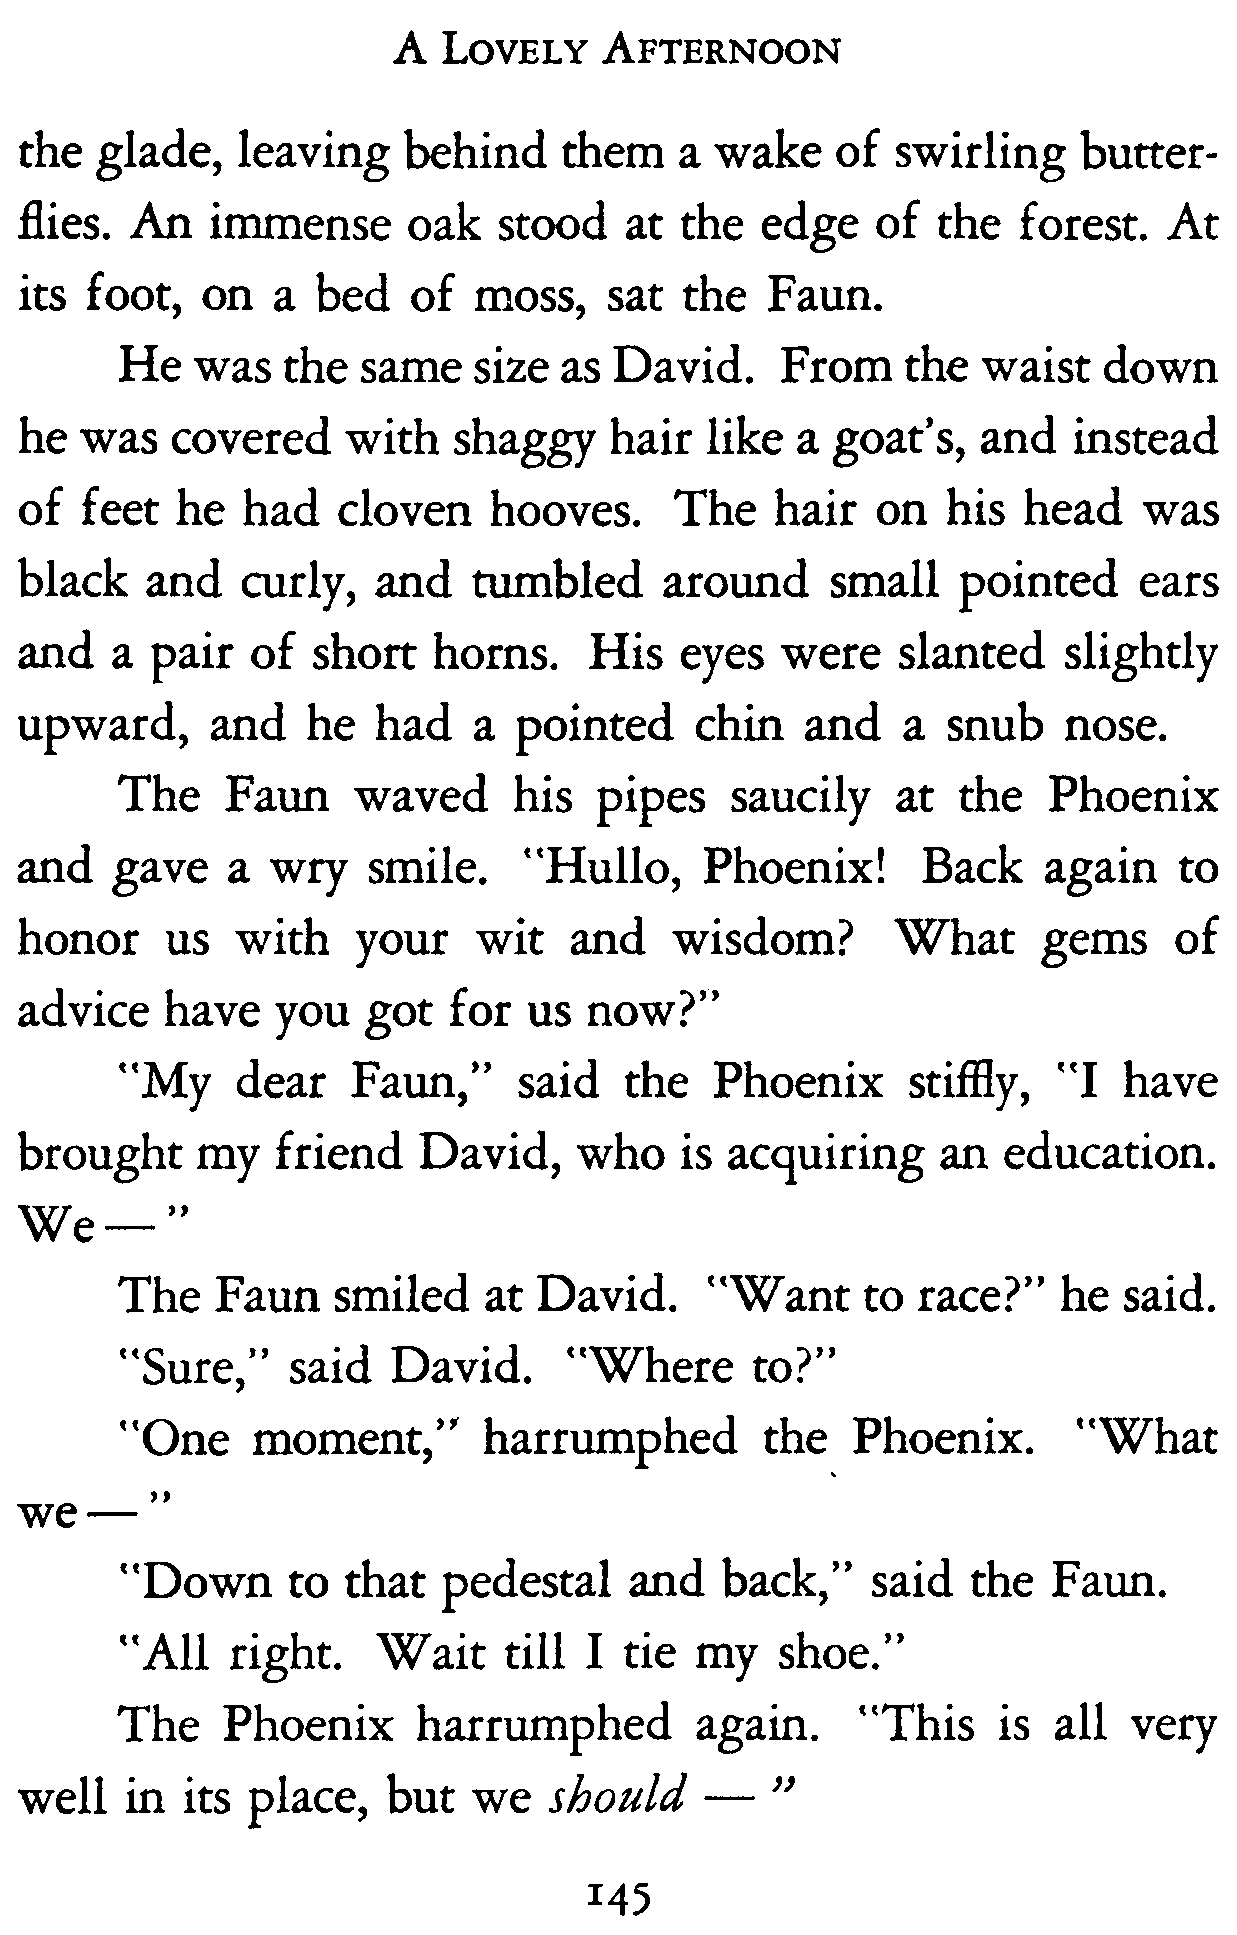 A Lovely Afternoon
the glade, leaving behind them a wake of swirling butter-
flies. An immense oak stood at the edge of the forest. At
its foot, on a bed of moss, sat the Faun.
He was the same size as David. From the waist down
he was covered with shaggy hair like a goat's, and instead
of feet he had cloven hooves. The hair on his head was
black and curly, and tumbled around small pointed ears
and a pair of short horns. His eyes were slanted slightly
upward, and he had a pointed chin and a snub nose.
The Faun waved his pipes saucily at the Phoenix
and gave a wry smile. "Hullo, Phoenix! Back again to
honor us with your wit and wisdom? What gems of
advice have you got for us now?"
"My dear Faun," said the Phoenix stiffly, "I have
brought my friend David, who is acquiring an education.
We — "
The Faun smiled at David. "Want to race?" he said.
"Sure," said David. "Where to?"
"One moment," harrumphed the Phoenix. "What
we — "
"Down to that pedestal and back," said the Faun.
"All right. Wait till I tie my shoe."
The Phoenix harrumphed again. "This is all very
well in its place, but we should — "
145